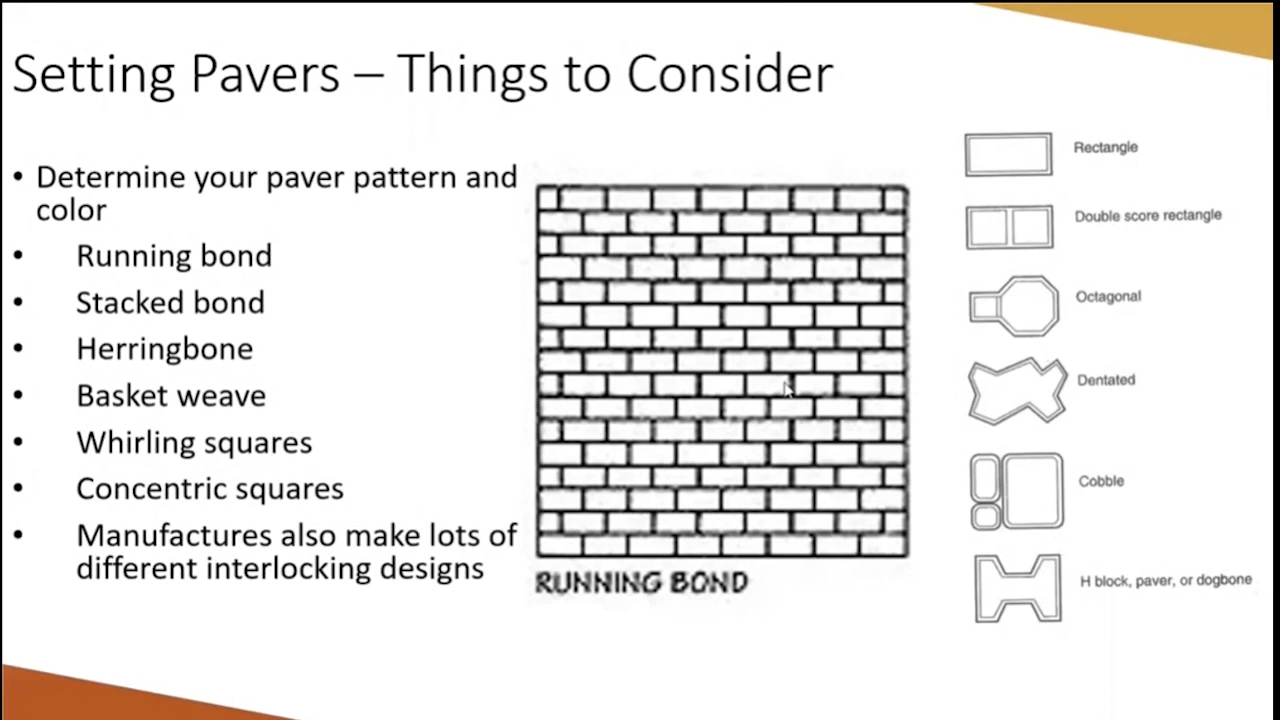 Setting Pavers – Things to Consider
• Determine your paver pattern and
color
• Running bond
• Stacked bond
• Herringbone
• Basket weave
• Whirling squares
• Concentric squares
• Manufactures also make lots of
different interlocking designs
RUNNING BOND
Rectangle
Double score rectangle
Octagonal
Dentated
Cobble
H block, paver, or dogbone